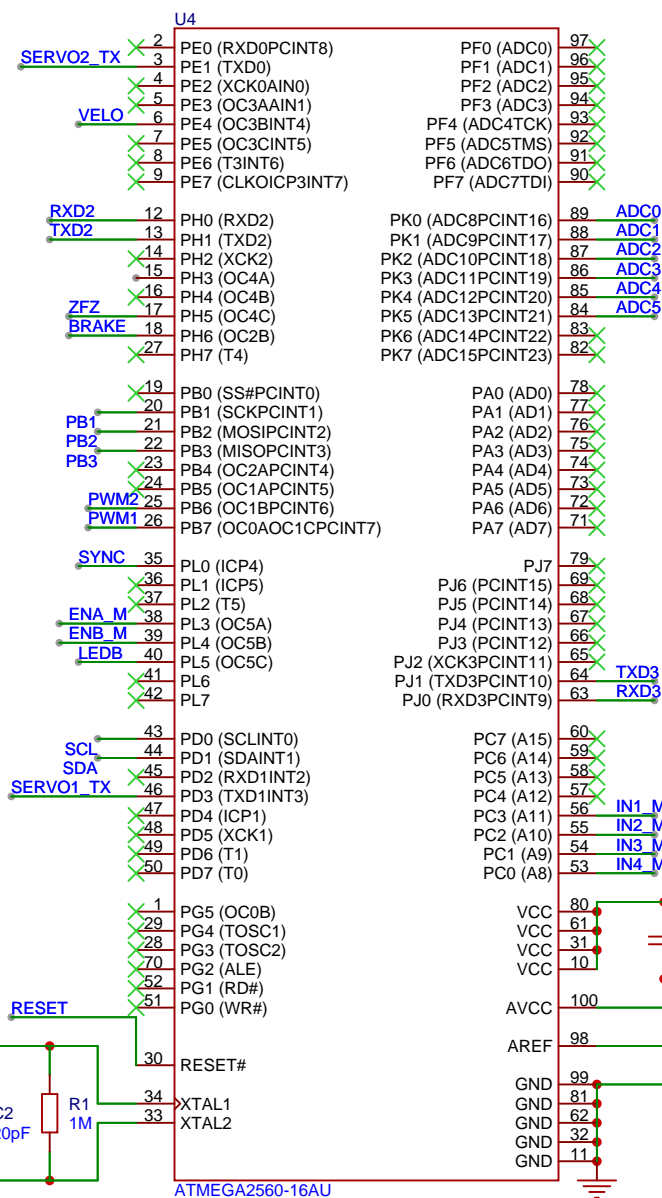 U4
2 PE0 (RXD0PCINT8) PF0 (ADC0) 97
SERVO2_TX 3 PE1 (TXD0) PF1 (ADC1) 96
4 PE2 (XCK0AIN0) PF2 (ADC2) 95
5 PE3 (OC3AAIN1) PF3 (ADC3) 94
VELO 6 PE4 (OC3BINT4) PF4 (ADC4TCK) 93
7 PE5 (OC3CINT5) PF5 (ADC5TMS) 92
8 PE6 (T3INT6) PF6 (ADC6TDO) 91
9 PE7 (CLKOICP3INT7) PF7 (ADC7TDI) 90
RXD2 12 PH0 (RXD2) PK0 (ADC8PCINT16) 89 ADC0
TXD2 13 PH1 (TXD2) PK1 (ADC9PCINT17) 88 ADC1
14 PH2 (XCK2) PK2 (ADC10PCINT18) 87 ADC2
15 PH3 (OC4A) PK3 (ADC11PCINT19) 86 ADC3
16 PH4 (OC4B) PK4 (ADC12PCINT20) 85 ADC4
ZFZ 17 PH5 (OC4C) PK5 (ADC13PCINT21) 84 ADC5
BRAKE 18 PH6 (OC2B) PK6 (ADC14PCINT22) 83
27 PH7 (T4) PK7 (ADC15PCINT23) 82
19 PB0 (SS#PCINT0) PA0 (AD0) 78
PB1 20 PB1 (SCKPCINT1) PA1 (AD1) 77
PB2 21 PB2 (MOSIPCINT2) PA2 (AD2) 76
PB3 22 PB3 (MISOPCINT3) PA3 (AD3) 75
23 PB4 (OC2APCINT4) PA4 (AD4) 74
24 PB5 (OC1APCINT5) PA5 (AD5) 73
PWM2 25 PB6 (OC1BPCINT6) PA6 (AD6) 72
PWM1 26 PB7 (OC0AOC1CPCINT7) PA7 (AD7) 71
SYNC 35 PL0 (ICP4) PJ7 79
36 PL1 (ICP5) PJ6 (PCINT15) 69
37 PL2 (T5) PJ5 (PCINT14) 68
ENA_M 38 PL3 (OC5A) PJ4 (PCINT13) 67
ENB_M 39 PL4 (OC5B) PJ3 (PCINT12) 66
LEDB 40 PL5 (OC5C) PJ2 (XCK3PCINT11) 65
41 PL6 PJ1 (TXD3PCINT10) 64 TXD3
42 PL7 PJ0 (RXD3PCINT9) 63 RXD3
SCL 43 PD0 (SCLINT0) PC7 (A15) 60
SDA 44 PD1 (SDAINT1) PC6 (A14) 59
45 PD2 (RXD1INT2) PC5 (A13) 58
SERVO1_TX 46 PD3 (TXD1INT3) PC4 (A12) 57
47 PD4 (ICP1) PC3 (A11) 56 IN1_M
48 PD5 (XCK1) PC2 (A10) 55 IN2_M
49 PD6 (T1) PC1 (A9) 54 IN3_M
50 PD7 (T0) PC0 (A8) 53 IN4_M
1 PG5 (OC0B) VCC 80
29 PG4 (TOSC1) VCC 61
28 PG3 (TOSC2) VCC 31
70 PG2 (ALE) VCC 10
52 PG1 (RD#)
RESET 51 PG0 (WR#) AVCC 100
AREF 98
30 RESET#
GND 99
34 XTAL1 GND 81
33 XTAL2 GND 62
GND 32
GND 11
R1
1M
ATMEGA2560-16AU